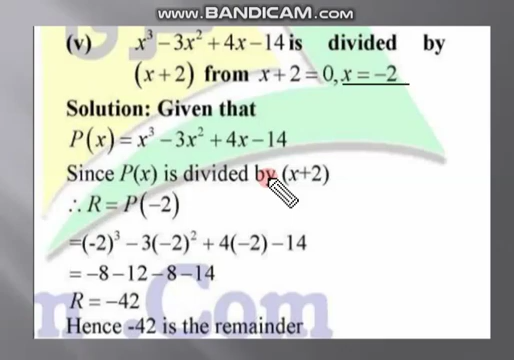 www.BANDICAM.com
(v) x³ – 3x² + 4x – 14 is divided by
(x + 2) from x + 2 = 0, x = –2
Solution: Given that
P(x) = x³ – 3x² + 4x – 14
Since P(x) is divided by (x+2)
∴ R = P(–2)
=(-2)³ – 3(–2)² + 4(–2) – 14
= –8 – 12 – 8 – 14
R = –42
Hence -42 is the remainder